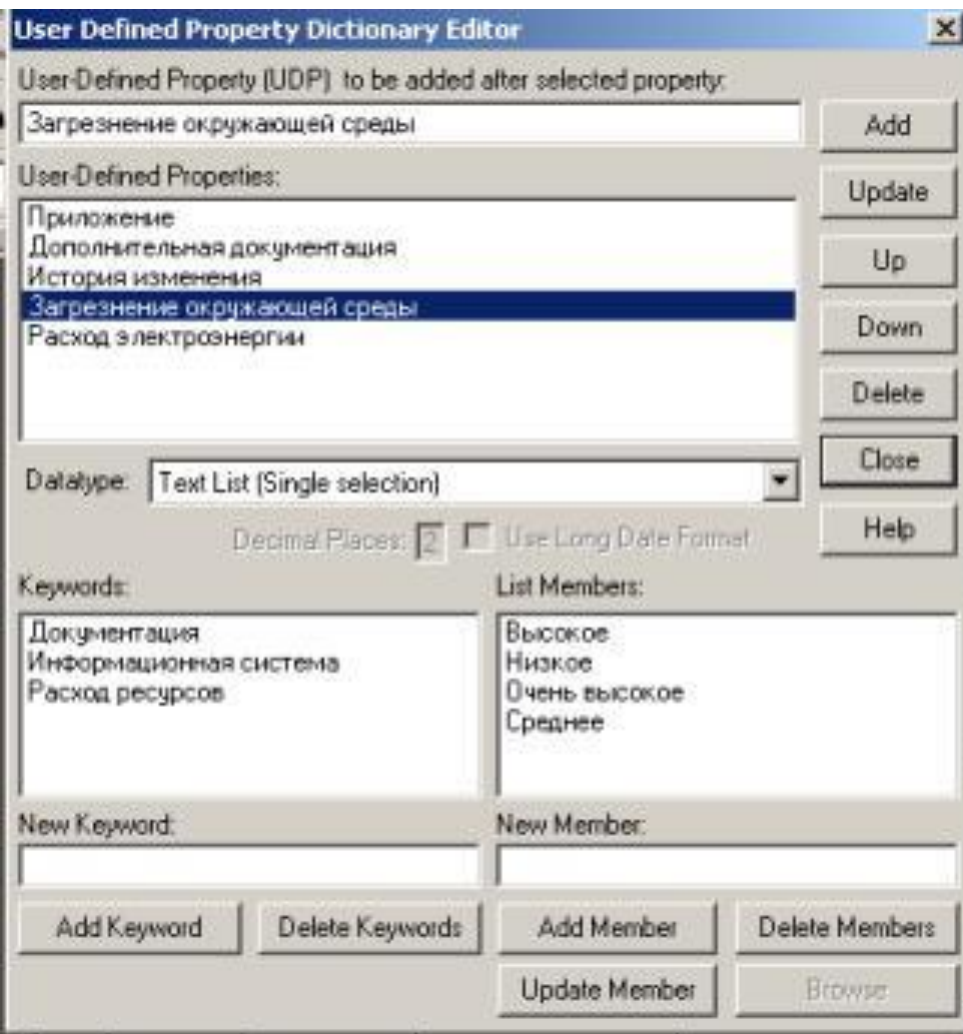 User Defined Property Dictionary Editor
User-Defined Property (UDP) to be added after selected property:
Загрезнение окружающей среды
Add
User-Defined Properties:
Update
Приложение
Дополнительная документация
История изменения
Загрезнение окружающей среды
Расход электроэнергии
Up
Down
Delete
Close
Help
Datatype: Text List (Single selection)
Decimal Places: 2 Use Long Date Format
Keywords:
Документация
Информационная система
Расход ресурсов
List Members:
Высокое
Низкое
Очень высокое
Среднее
New Keyword:
New Member:
Add Keyword
Delete Keywords
Add Member
Delete Members
Update Member
Browse